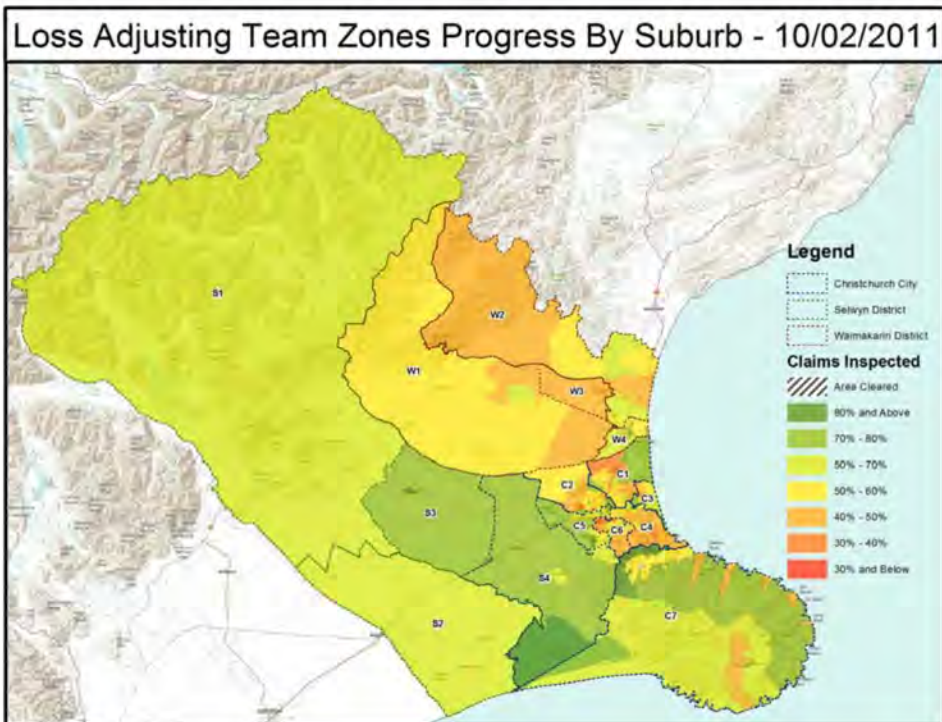 Loss Adjusting Team Zones Progress By Suburb - 10/02/2011
S1
W2
W1
W3
W4
C1
C2
C3
S3
C5
C6
C4
S4
S2
C7
Legend
Christchurch City
Selwyn District
Waimakariri District
Claims Inspected
Area Cleared
80% and Above
70% - 80%
50% - 70%
50% - 60%
40% - 50%
30% - 40%
30% and Below